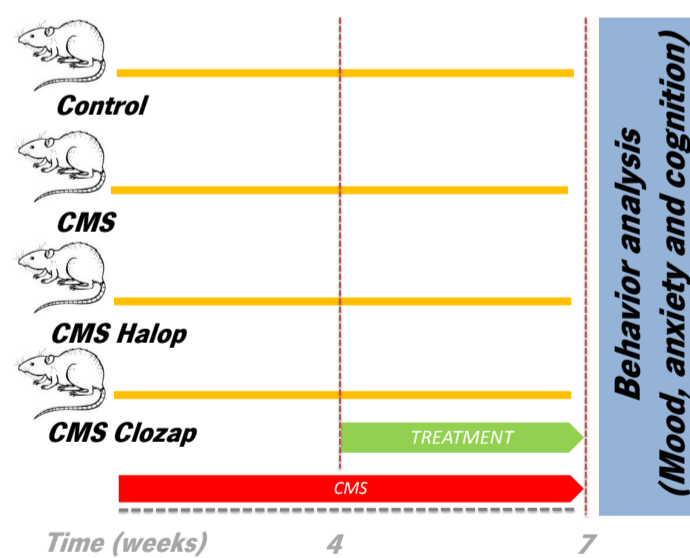 Control
CMS
CMS Halop
CMS Clozap
TREATMENT
CMS
Time (weeks)
4
7
Behavior analysis
(Mood, anxiety and cognition)